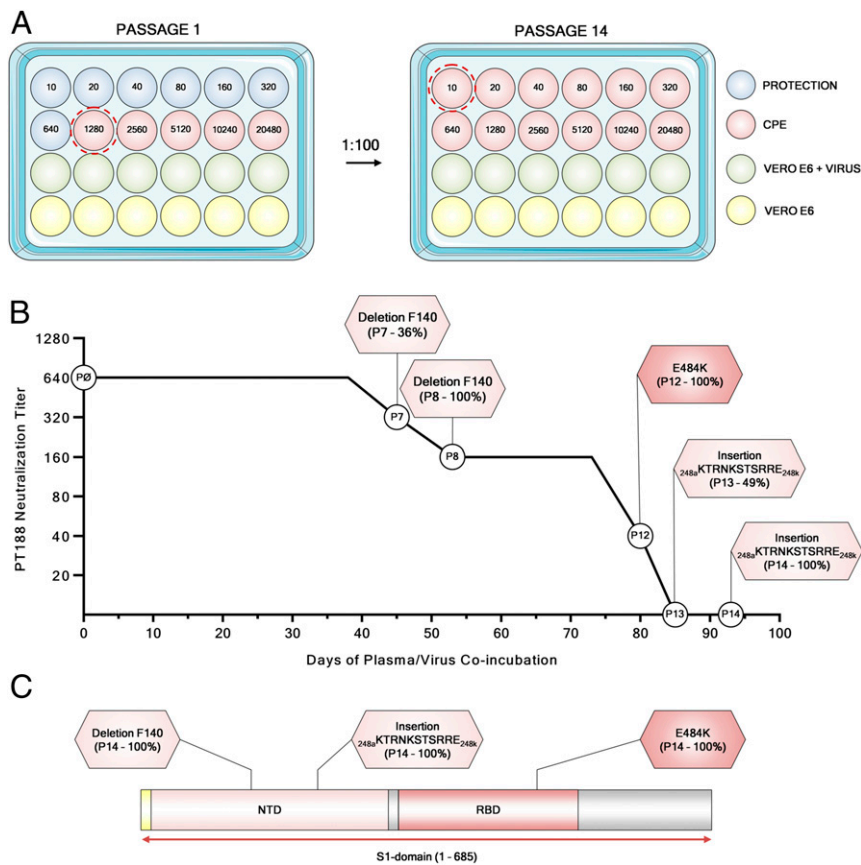 A
PASSAGE 1
PASSAGE 14
10 20 40 80 160 320
640 1280 2560 5120 10240 20480
1:100
10 20 40 80 160 320
640 1280 2560 5120 10240 20480
PROTECTION
CPE
VERO E6 + VIRUS
VERO E6
B
PT188 Neutralization Titer
1280
640
320
160
80
40
20
PØ
P7
P8
P12
P13
P14
Deletion F140
(P7 - 36%)
Deletion F140
(P8 - 100%)
E484K
(P12 - 100%)
Insertion
248aKTRNKSTSRRE248k
(P13 - 49%)
Insertion
248aKTRNKSTSRRE248k
(P14 - 100%)
0 10 20 30 40 50 60 70 80 90 100
Days of Plasma/Virus Co-incubation
C
Deletion F140
(P14 - 100%)
Insertion
248aKTRNKSTSRRE248k
(P14 - 100%)
E484K
(P14 - 100%)
NTD
RBD
S1-domain (1 - 685)